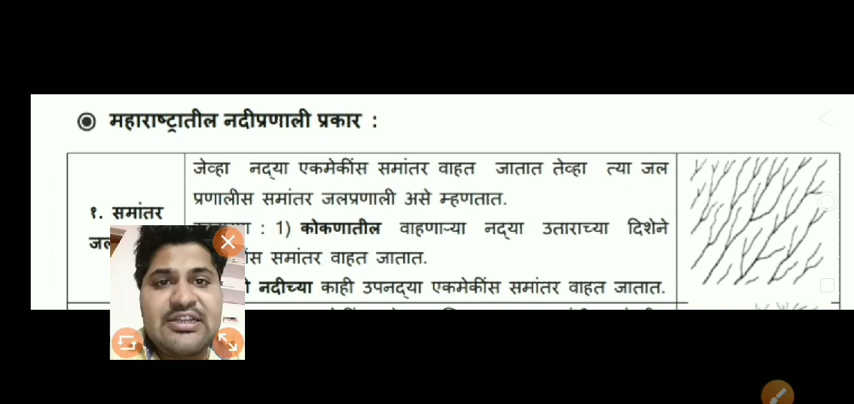 महाराष्ट्रातील नदीप्रणाली प्रकार :
जेव्हा नद्या एकमेकींस समांतर वाहत जातात तेव्हा त्या जल
प्रणालीस समांतर जलप्रणाली असे म्हणतात.
१. समांतर
: 1) कोकणातील वाहणाऱ्या नद्या उताराच्या दिशेने
समांतर वाहत जातात.
नदीच्या काही उपनद्या एकमेकींस समांतर वाहत जातात.